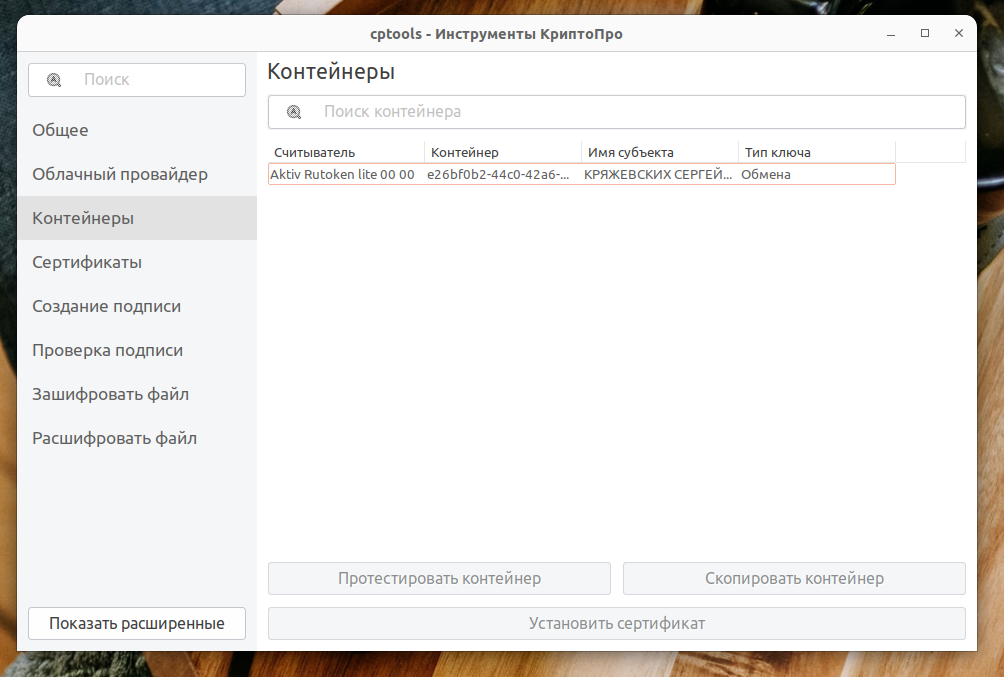 cptools - Инструменты КриптоПро
Поиск
Общее
Облачный провайдер
Контейнеры
Сертификаты
Создание подписи
Проверка подписи
Зашифровать файл
Расшифровать файл
Показать расширенные
Контейнеры
Поиск контейнера
Считыватель Контейнер Имя субъекта Тип ключа
Aktiv Rutoken lite 00 00 e26bf0b2-44c0-42a6-... КРЯЖЕВСКИХ СЕРГЕЙ... Обмена
Протестировать контейнер Скопировать контейнер
Установить сертификат